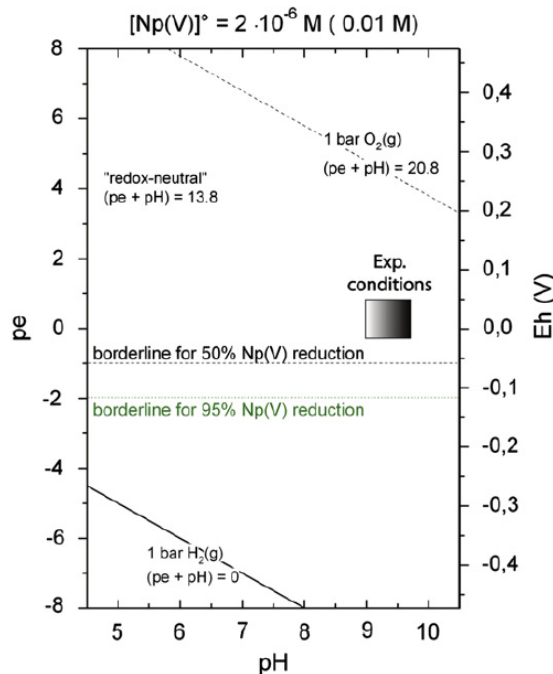 [Np(V)]° = 2 ·10⁻⁶ M ( 0.01 M)
8
6
4
2
0
-2
-4
-6
-8
pe
1 bar O₂(g)
(pe + pH) = 20.8
"redox-neutral"
(pe + pH) = 13.8
Exp.
conditions
borderline for 50% Np(V) reduction
borderline for 95% Np(V) reduction
1 bar H₂(g)
(pe + pH) = 0
0,4
0,3
0,2
0,1
0,0
-0,1
-0,2
-0,3
-0,4
Eh (V)
5 6 7 8 9 10
pH